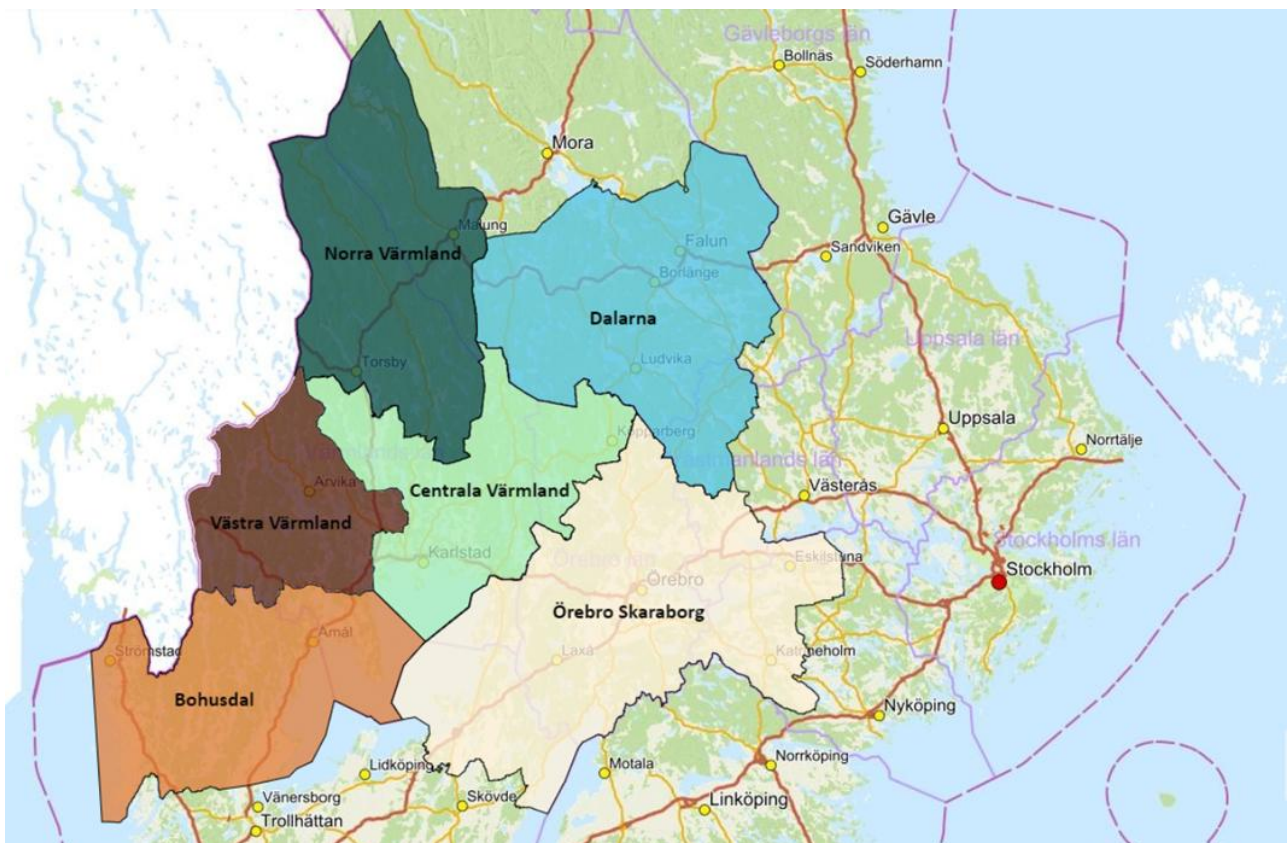 Gävleborgs län
Bollnäs
Söderhamn
Mora
Gävle
Malung
Falun
Sandviken
Norra Värmland
Borlänge
Dalarna
Uppsala län
Torsby
Ludvika
Uppsala
Kopparberg
Norrtälje
Västmanlands län
Arvika
Centrala Värmland
Västerås
Västra Värmland
Stockholms län
Karlstad
Örebro län
Eskilstuna
Stockholm
Örebro
Örebro Skaraborg
Åmål
Strömstad
Laxå
Katrineholm
Bohusdal
Nyköping
Lidköping
Motala
Norrköping
Vänersborg
Skövde
Linköping
Trollhättan